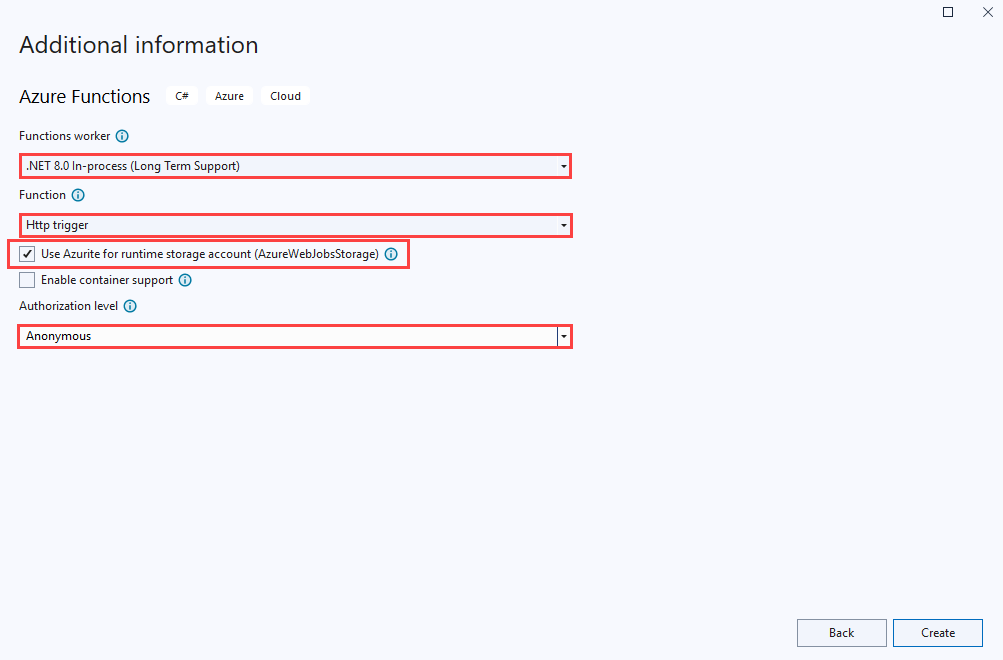 Additional information
Azure Functions C# Azure Cloud
Functions worker
.NET 8.0 In-process (Long Term Support)
Function
Http trigger
Use Azurite for runtime storage account (AzureWebJobsStorage)
Enable container support
Authorization level
Anonymous
Back Create